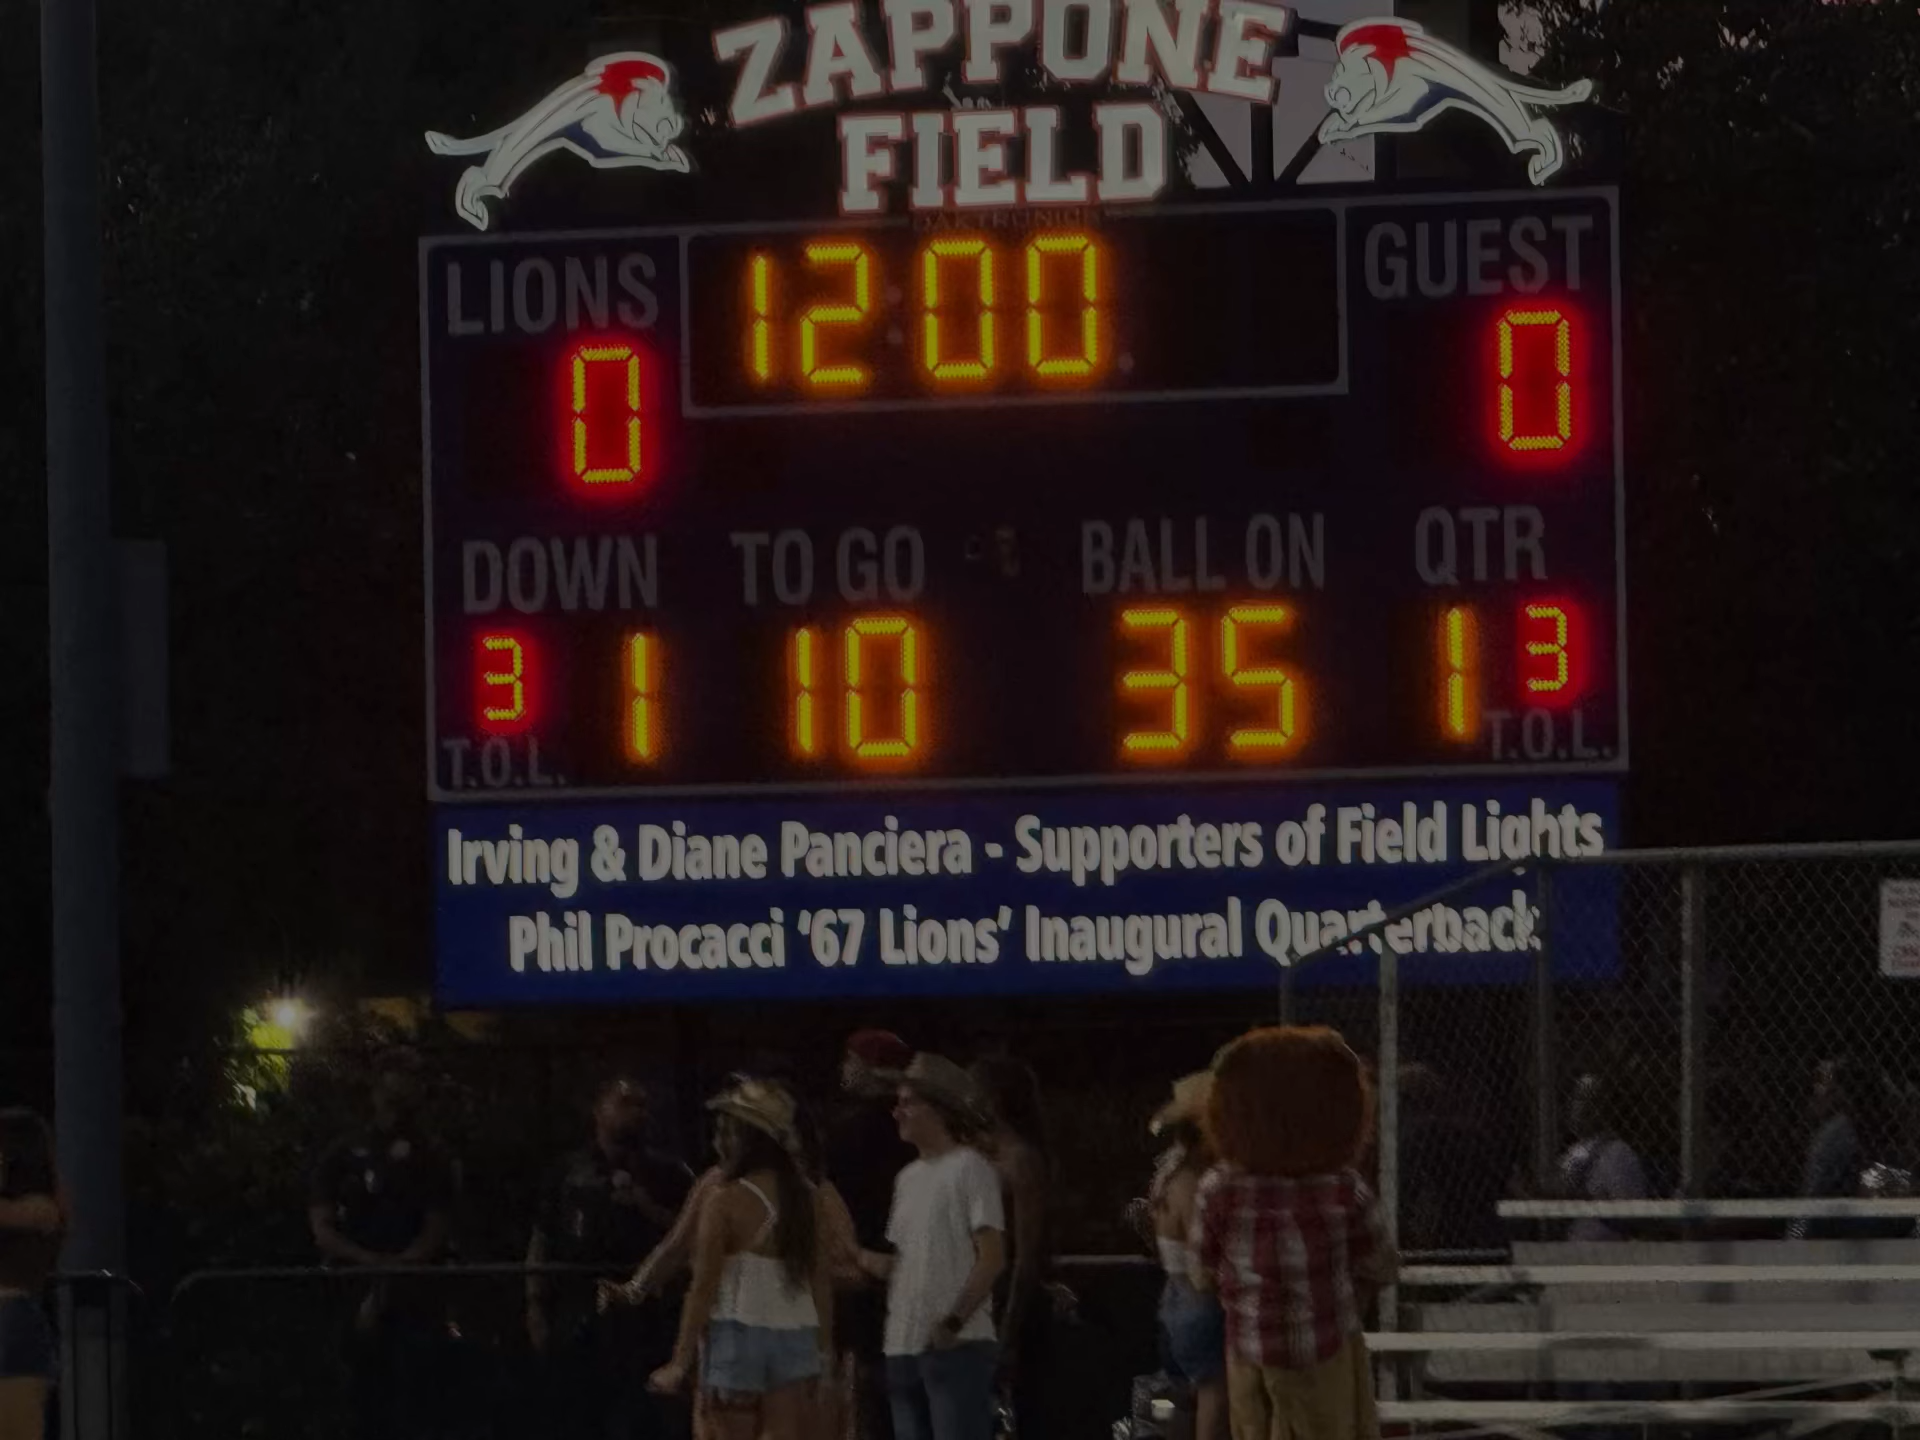 ZAPPONE
FIELD
DAKTRONICS
LIONS 12:00 GUEST
0 0
DOWN TO GO BALL ON QTR
3 1 10 35 1 3
T.O.L. T.O.L.
Irving & Diane Panciera - Supporters of Field Lights
Phil Procacci '67 Lions' Inaugural Quarterback